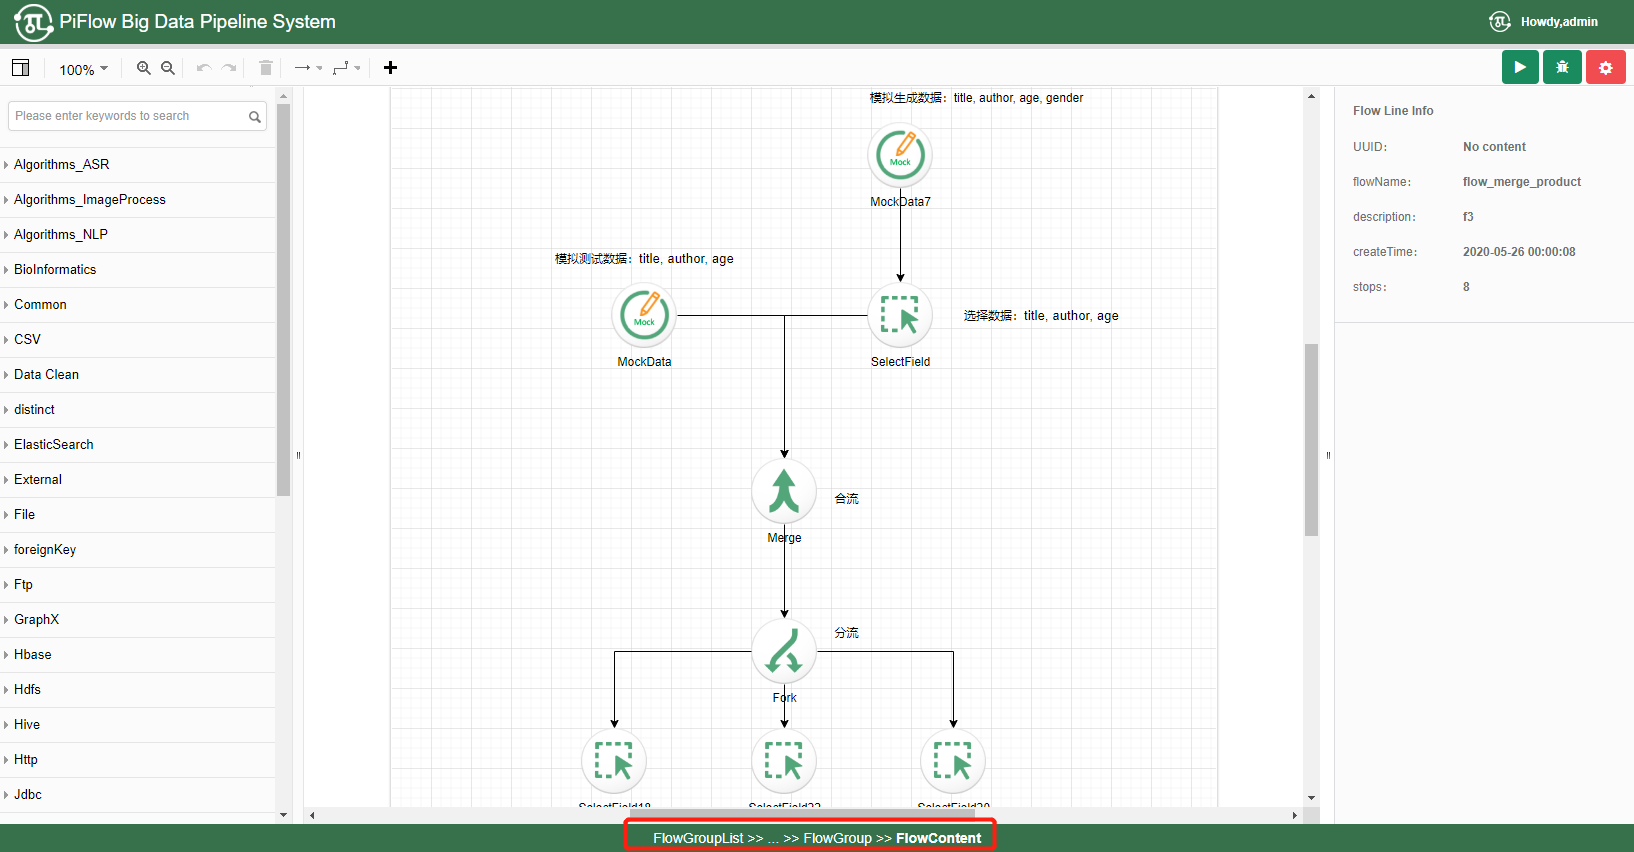 PiFlow Big Data Pipeline System
Howdy,admin
100%
Please enter keywords to search
Algorithms_ASR
Algorithms_ImageProcess
Algorithms_NLP
BioInformatics
Common
CSV
Data Clean
distinct
ElasticSearch
External
File
foreignKey
Ftp
GraphX
Hbase
Hdfs
Hive
Http
Jdbc
模拟生成数据：title, author, age, gender
Mock
MockData7
模拟测试数据：title, author, age
Mock
MockData
SelectField
选择数据：title, author, age
Merge
合流
Fork
分流
SelectField18
SelectField22
SelectField20
Flow Line Info
UUID： No content
flowName： flow_merge_product
description： f3
createTime： 2020-05-26 00:00:08
stops： 8
FlowGroupList >> ... >> FlowGroup >> FlowContent